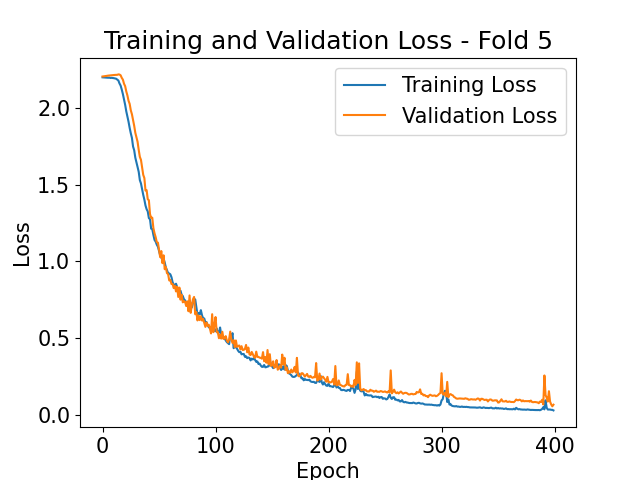 Training and Validation Loss - Fold 5
Training Loss
Validation Loss
Loss
2.0
1.5
1.0
0.5
0.0
0 100 200 300 400
Epoch